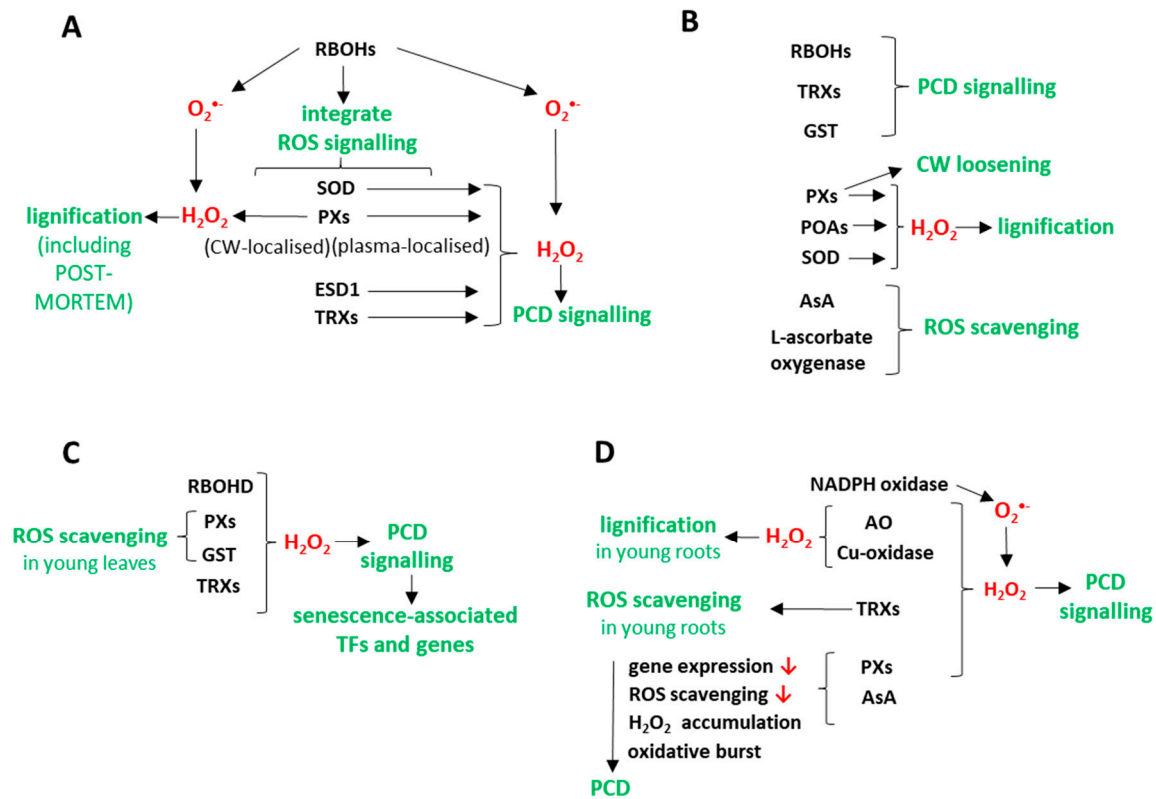 A
RBOHs
O₂•-
O₂•-
integrate
ROS signalling
SOD
lignification
H₂O₂
PXs
(including
POST-
MORTEM)
(CW-localised)
(plasma-localised)
H₂O₂
ESD1
TRXs
PCD signalling
B
RBOHs
TRXs
GST
PCD signalling
CW loosening
PXs
POAs
SOD
H₂O₂
lignification
AsA
L-ascorbate
oxygenase
ROS scavenging
C
RBOHD
PXs
GST
TRXs
ROS scavenging
in young leaves
H₂O₂
PCD
signalling
senescence-associated
TFs and genes
D
NADPH oxidase
O₂•-
lignification
in young roots
H₂O₂
AO
Cu-oxidase
H₂O₂
PCD
signalling
ROS scavenging
in young roots
TRXs
gene expression ↓
ROS scavenging ↓
H₂O₂ accumulation
oxidative burst
PXs
AsA
PCD